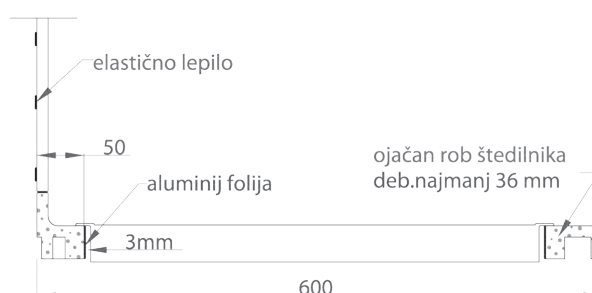 elastično lepilo
50
ojačan rob štedilnika
deb.najmanj 36 mm
aluminij folija
3mm
600